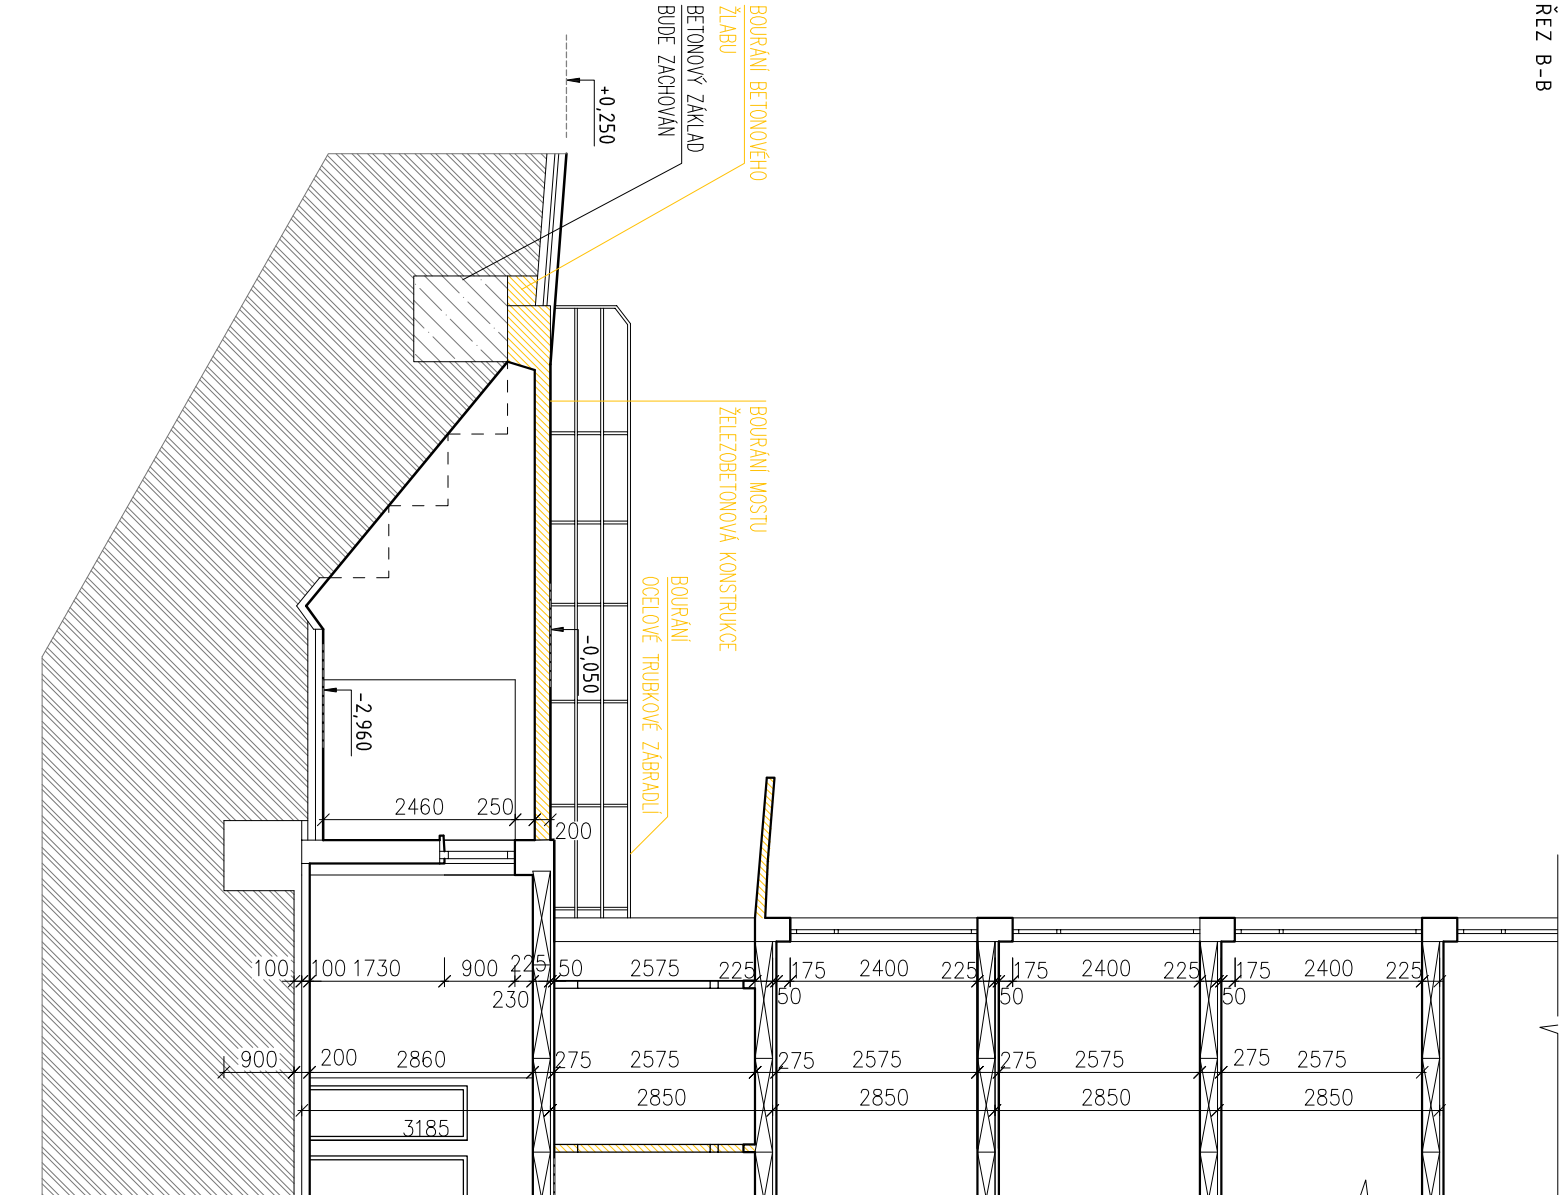 ŘEZ B-B
BOURÁNÍ BETONOVÉHO
ŽLABU
BETONOVÝ ZÁKLAD
BUDE ZACHOVÁN
+0,250
BOURÁNÍ MOSTU
ŽELEZOBETONOVÁ KONSTRUKCE
BOURÁNÍ
OCELOVÉ TRUBKOVÉ ZÁBRADLÍ
-0,050
-2,960
2460 250
200
100 100 1730 900 225 50 2575 225 175 2400 225 175 2400 225 175 2400 225
230 50 50 50
900 200 2860 275 2575 275 2575 275 2575 275 2575
2850 2850 2850 2850
3185